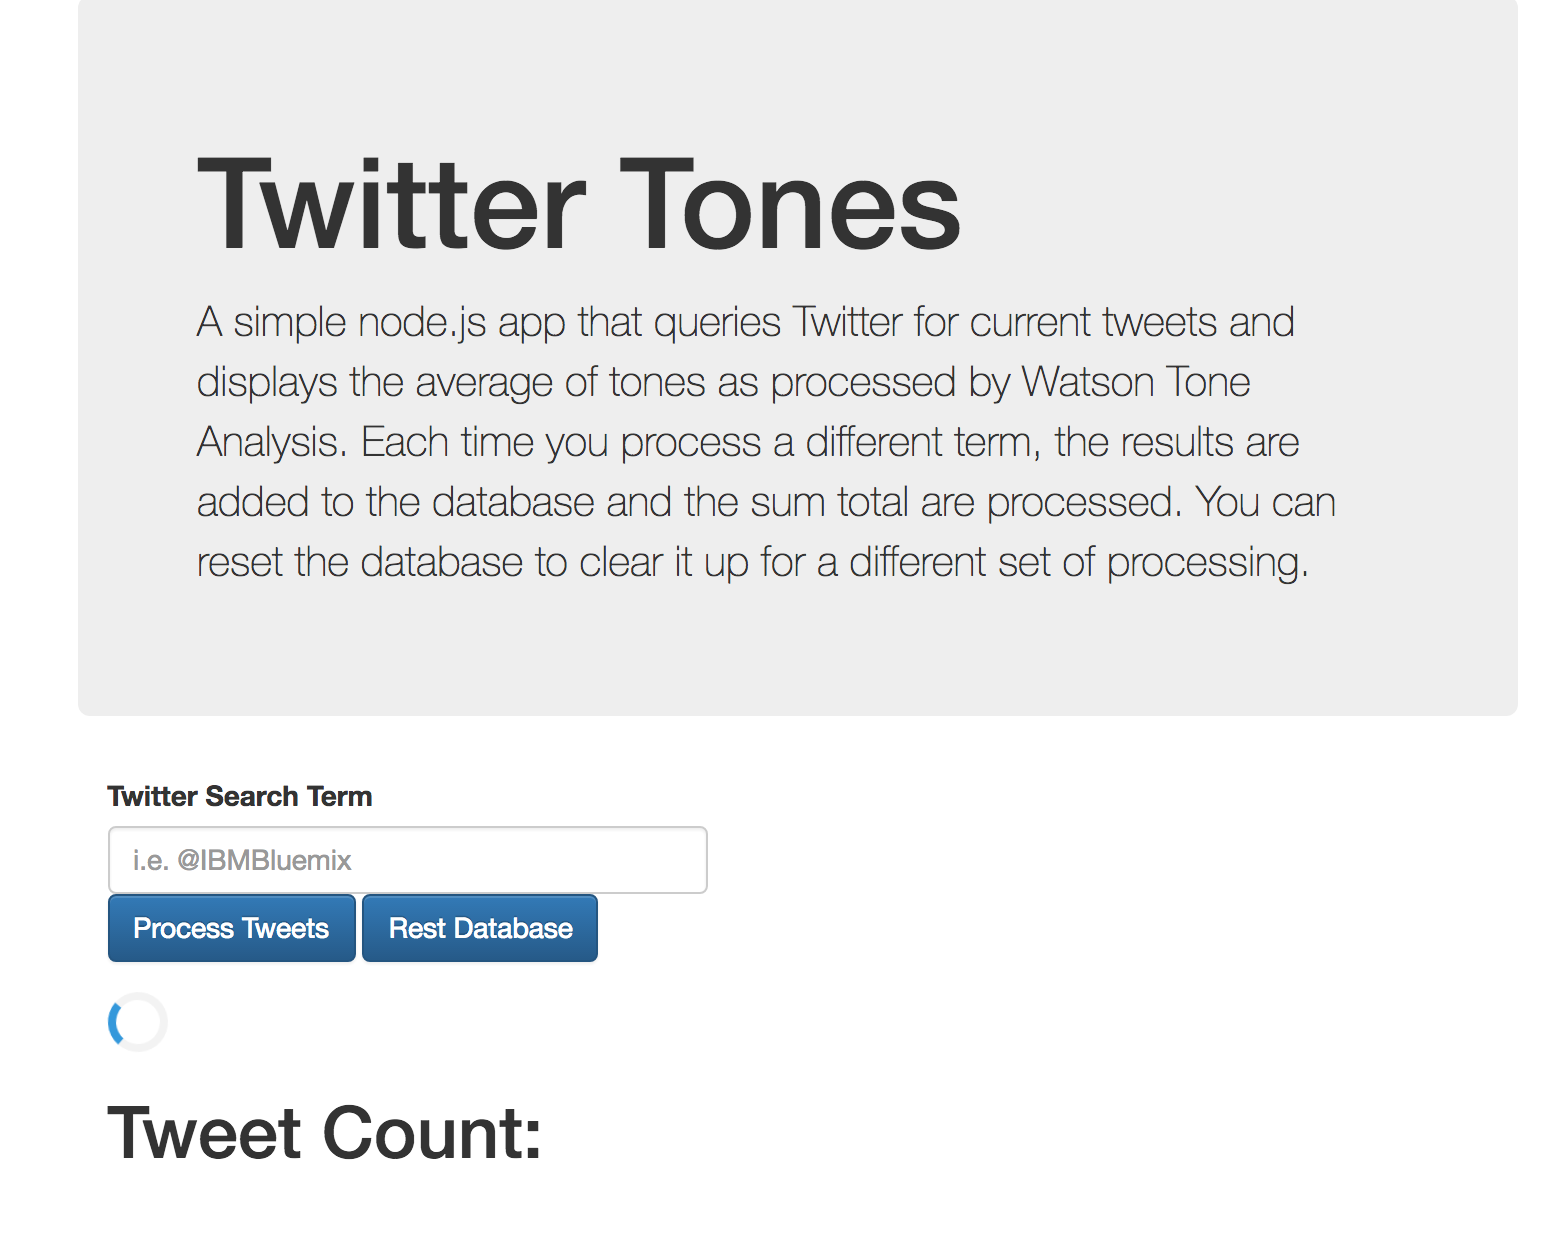 Twitter Tones
A simple node.js app that queries Twitter for current tweets and
displays the average of tones as processed by Watson Tone
Analysis. Each time you process a different term, the results are
added to the database and the sum total are processed. You can
reset the database to clear it up for a different set of processing.
Twitter Search Term
i.e. @IBMBluemix
Process Tweets Rest Database
Tweet Count: